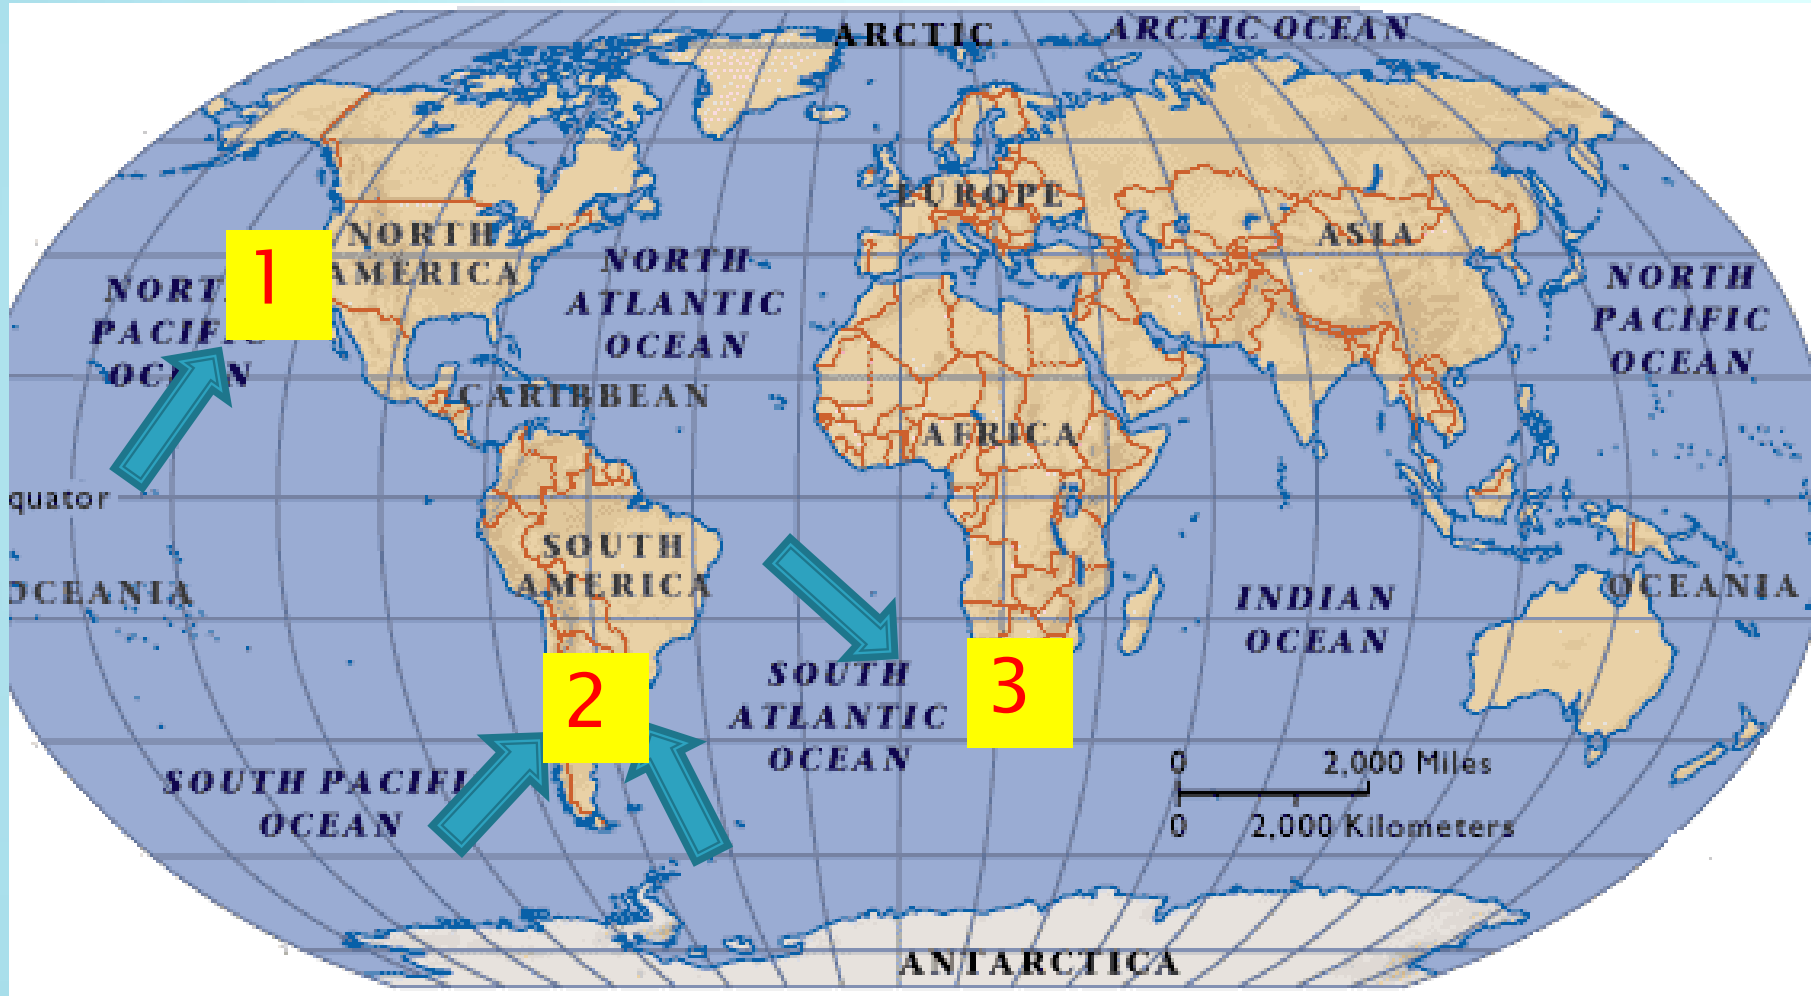 ARCTIC
ARCTIC OCEAN
EUROPE
ASIA
NORTH
AMERICA
1
NORT
PACIFIC
OCEAN
NORTH
ATLANTIC
OCEAN
NORTH
PACIFIC
OCEAN
CARIBBEAN
AFRICA
quator
SOUTH
AMERICA
OCEANIA
INDIAN
OCEAN
OCEANIA
2
3
SOUTH
ATLANTIC
OCEAN
SOUTH PACIFI
OCEAN
0 2,000 Miles
0 2,000 Kilometers
ANTARCTICA